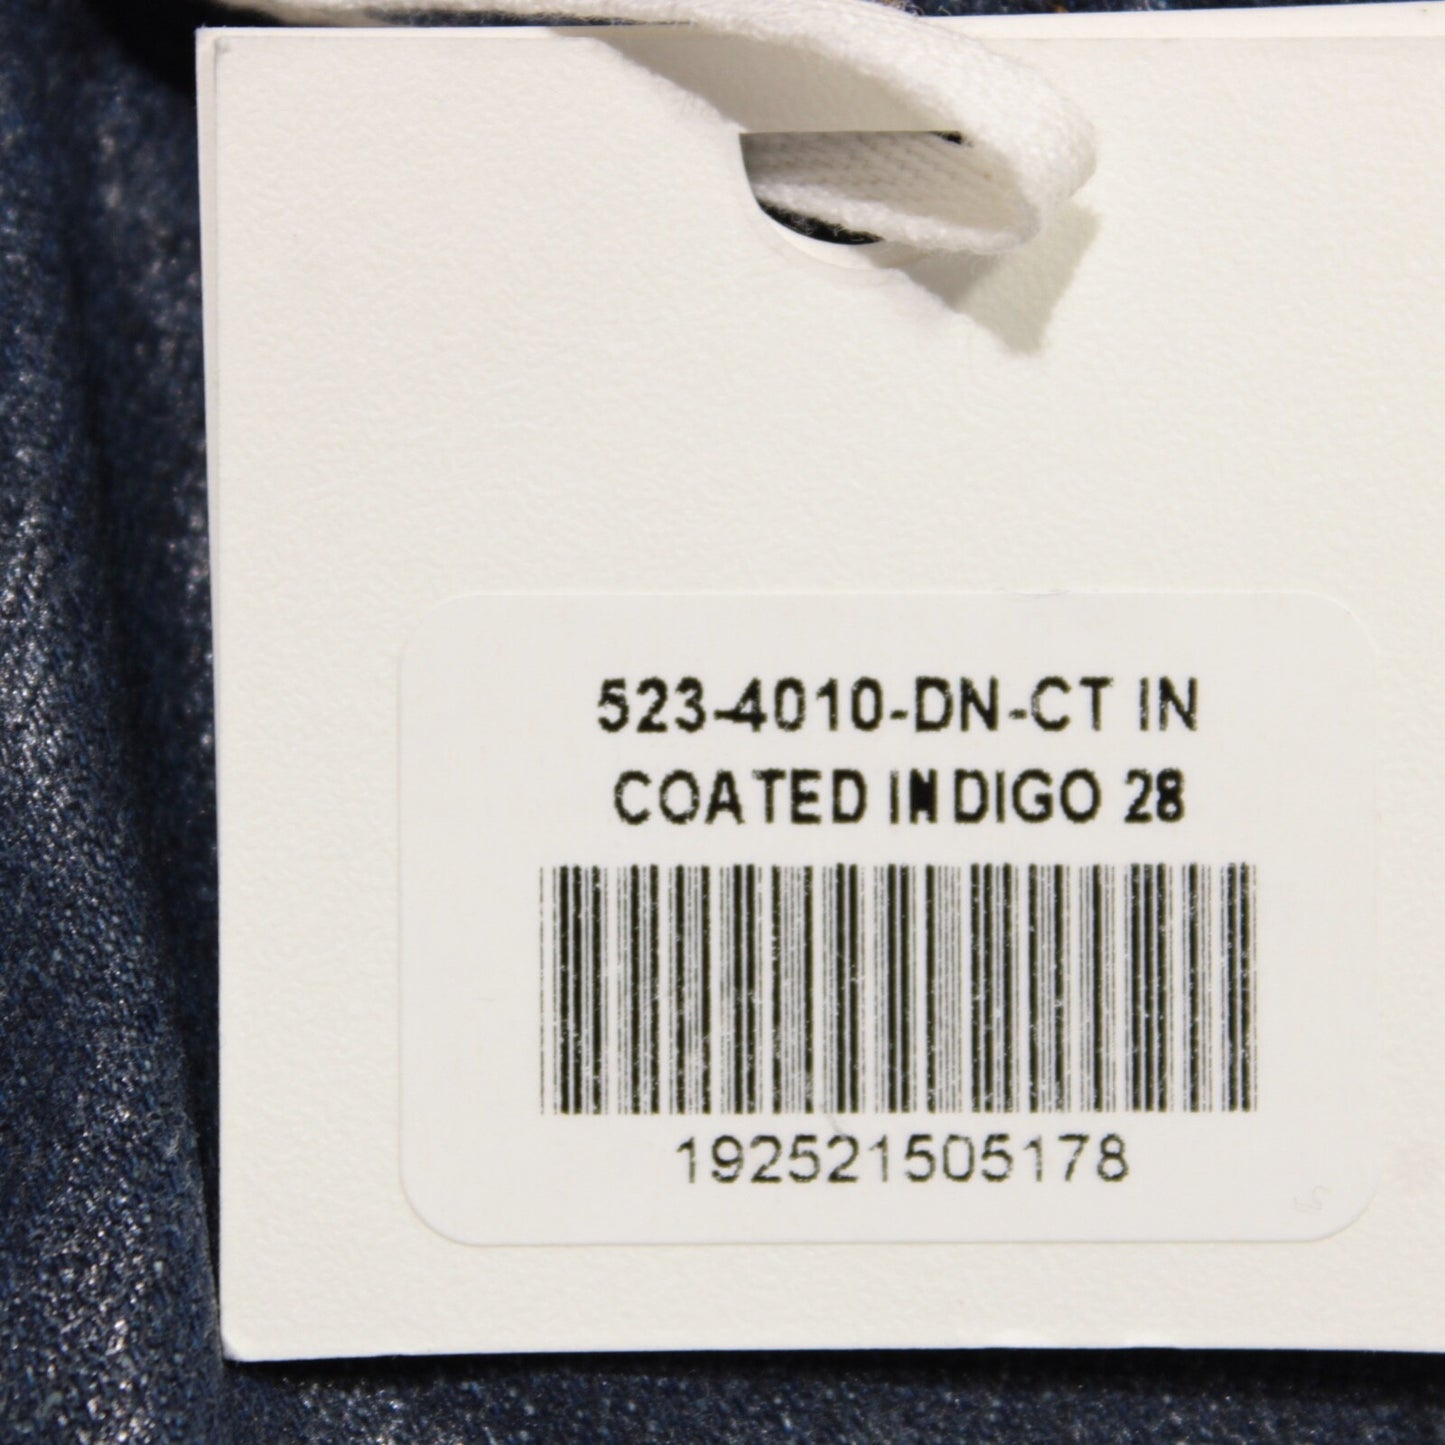 523-4010-DN-CT IN
COATED INDIGO 28
192521505178